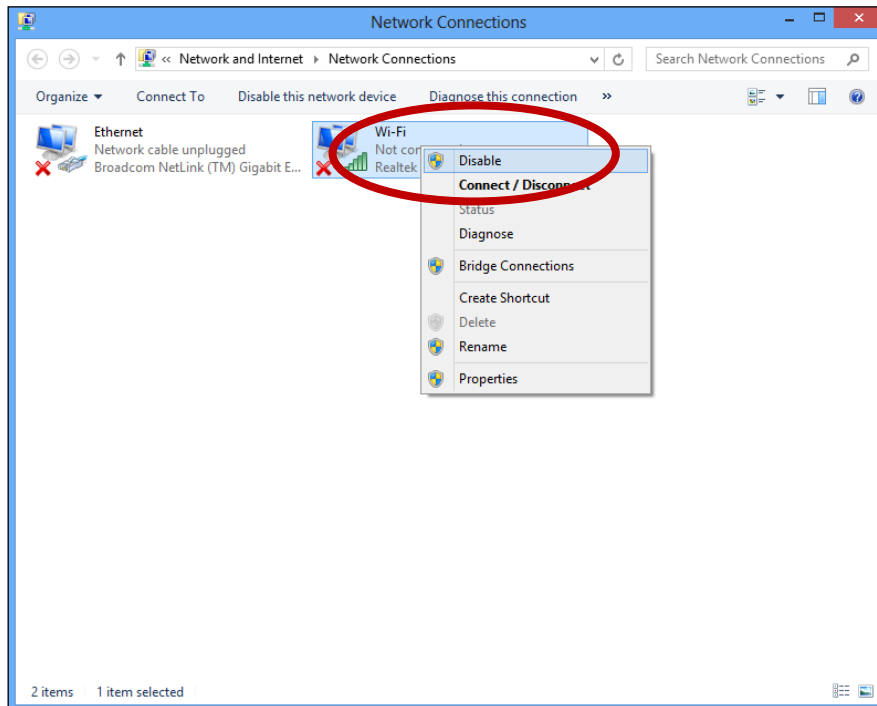 Network Connections
« Network and Internet Network Connections
Search Network Connections
Organize Connect To Disable this network device Diagnose this connection »
Ethernet
Network cable unplugged
Broadcom NetLink (TM) Gigabit E...
Wi-Fi
Not
Realtek
Disable
Connect / Disconnect
Status
Diagnose
Bridge Connections
Create Shortcut
Delete
Rename
Properties
2 items 1 item selected